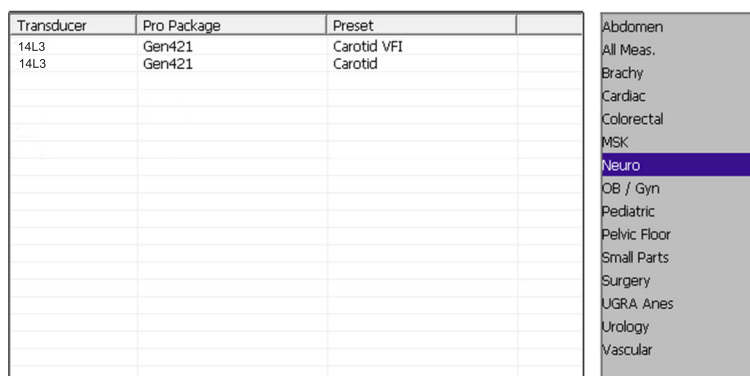 Transducer Pro Package Preset
14L3 Gen421 Carotid VFI
14L3 Gen421 Carotid
Abdomen
All Meas.
Brachy
Cardiac
Colorectal
MSK
Neuro
OB / Gyn
Pediatric
Pelvic Floor
Small Parts
Surgery
UGRA Anes
Urology
Vascular